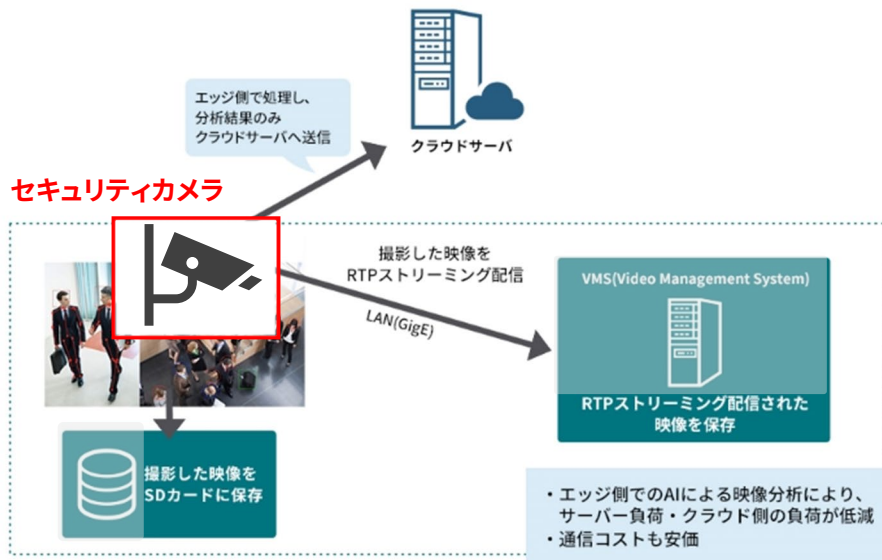 エッジ側で処理し、
分析結果のみ
クラウドサーバへ送信
クラウドサーバ
セキュリティカメラ
撮影した映像を
RTPストリーミング配信
LAN(GigE)
VMS(Video Management System)
RTPストリーミング配信された
映像を保存
撮影した映像を
SDカードに保存
・エッジ側でのAIによる映像分析により、
サーバー負荷・クラウド側の負荷が低減
・通信コストも安価